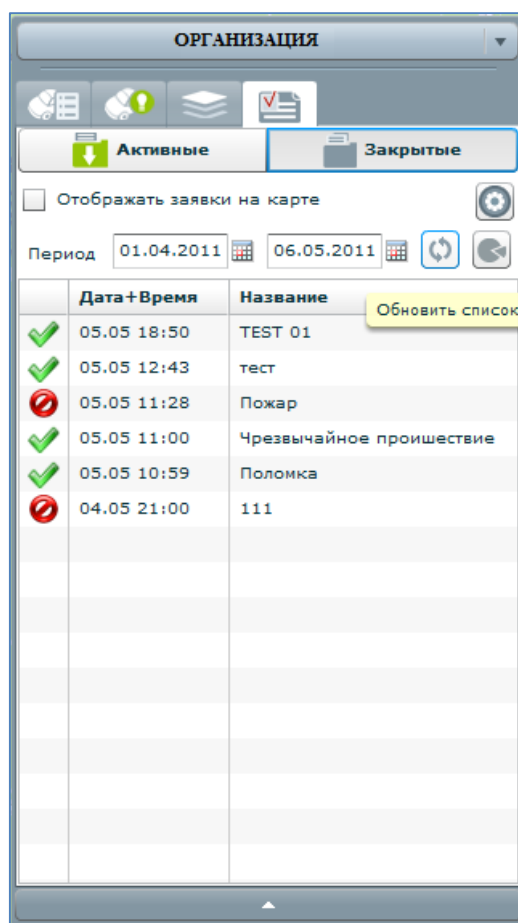 ОРГАНИЗАЦИЯ
Активные Закрытые
Отображать заявки на карте
Период 01.04.2011 06.05.2011
Дата+Время Название
Обновить список
05.05 18:50 TEST 01
05.05 12:43 тест
05.05 11:28 Пожар
05.05 11:00 Чрезвычайное проишествие
05.05 10:59 Поломка
04.05 21:00 111